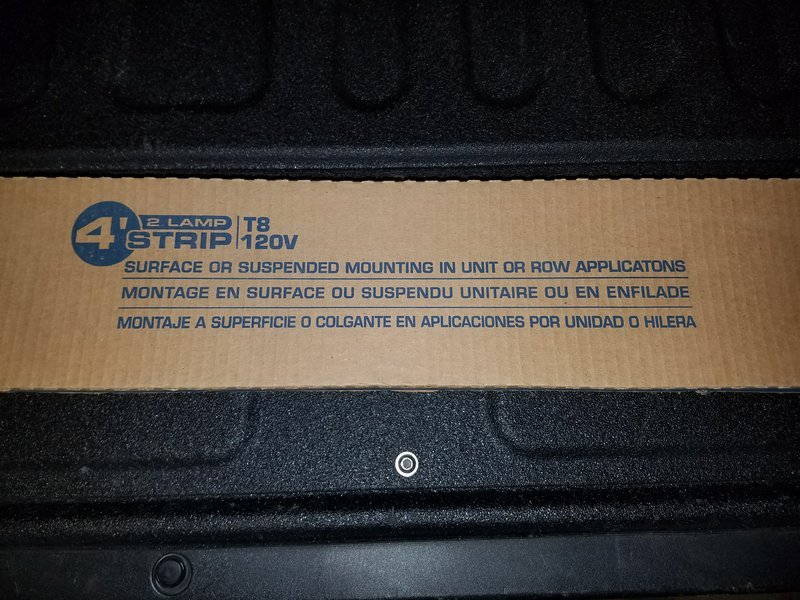 4' 2 LAMP STRIP T8 120V
SURFACE OR SUSPENDED MOUNTING IN UNIT OR ROW APPLICATONS
MONTAGE EN SURFACE OU SUSPENDU UNITAIRE OU EN ENFILADE
MONTAJE A SUPERFICIE O COLGANTE EN APLICACIONES POR UNIDAD O HILERA